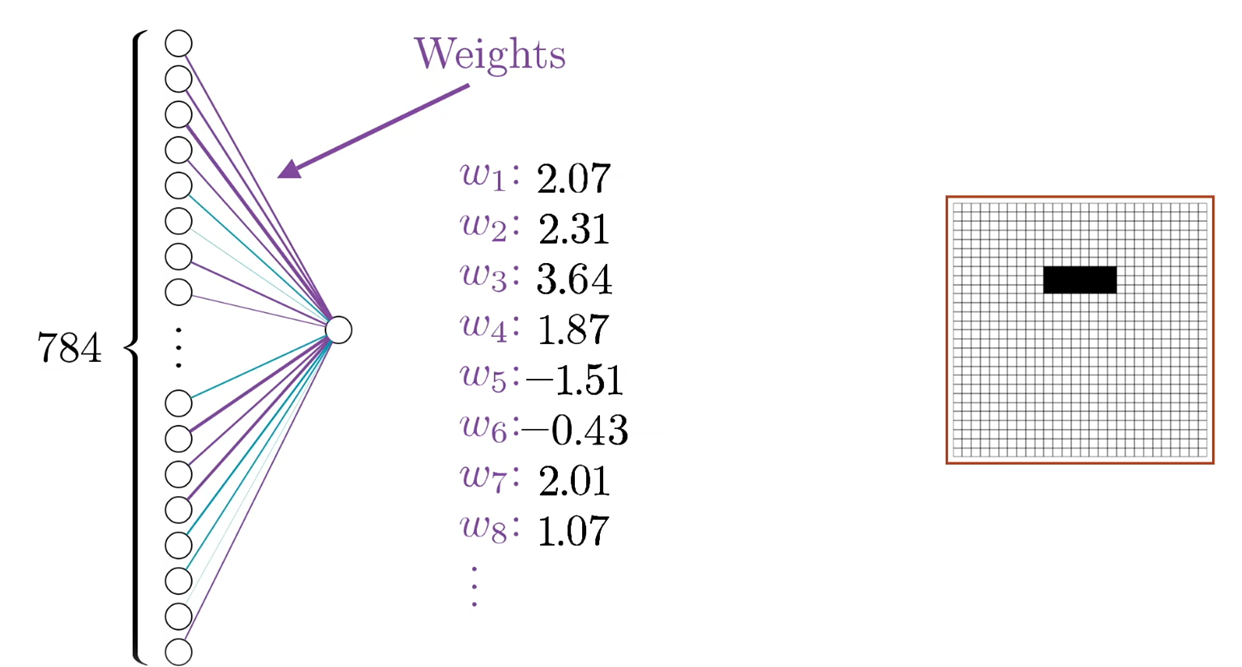 Weights
784
w₁: 2.07
w₂: 2.31
w₃: 3.64
w₄: 1.87
w₅: −1.51
w₆: −0.43
w₇: 2.01
w₈: 1.07
⋮